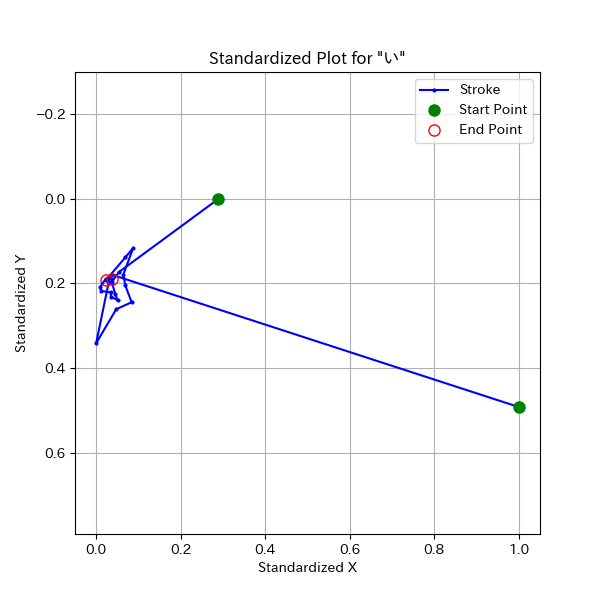 Standardized Plot for "い"
Stroke
Start Point
End Point
−0.2
0.0
0.2
0.4
0.6
Standardized Y
0.0 0.2 0.4 0.6 0.8 1.0
Standardized X